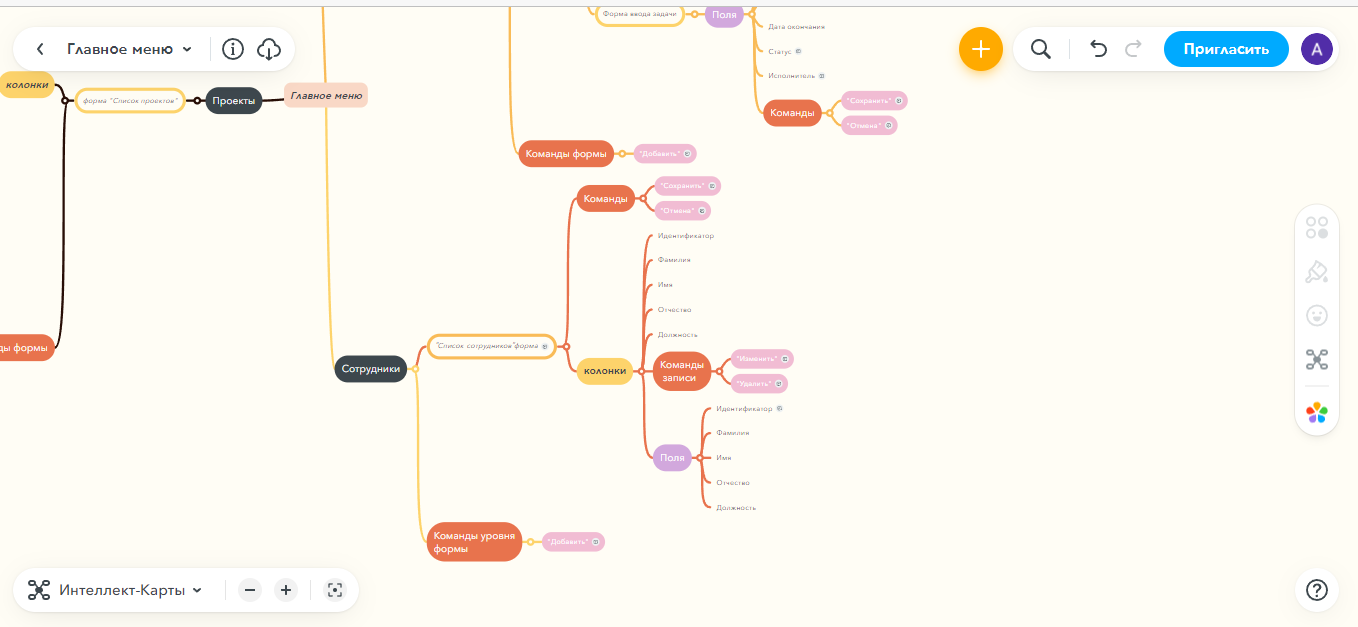 Форма ввода задачи
Поля
Дата окончания
Статус
Исполнитель
Главное меню
Пригласить
А
колонки
форма "Список проектов"
Проекты
Главное меню
Команды
"Сохранить"
"Отмена"
Команды формы
"Добавить"
Команды
"Сохранить"
"Отмена"
Идентификатор
Фамилия
Имя
Отчество
Должность
ды формы
"Список сотрудников"форма
Сотрудники
колонки
Команды
записи
"Изменить"
"Удалить"
Поля
Идентификатор
Фамилия
Имя
Отчество
Должность
Команды уровня
формы
"Добавить"
Интеллект-Карты